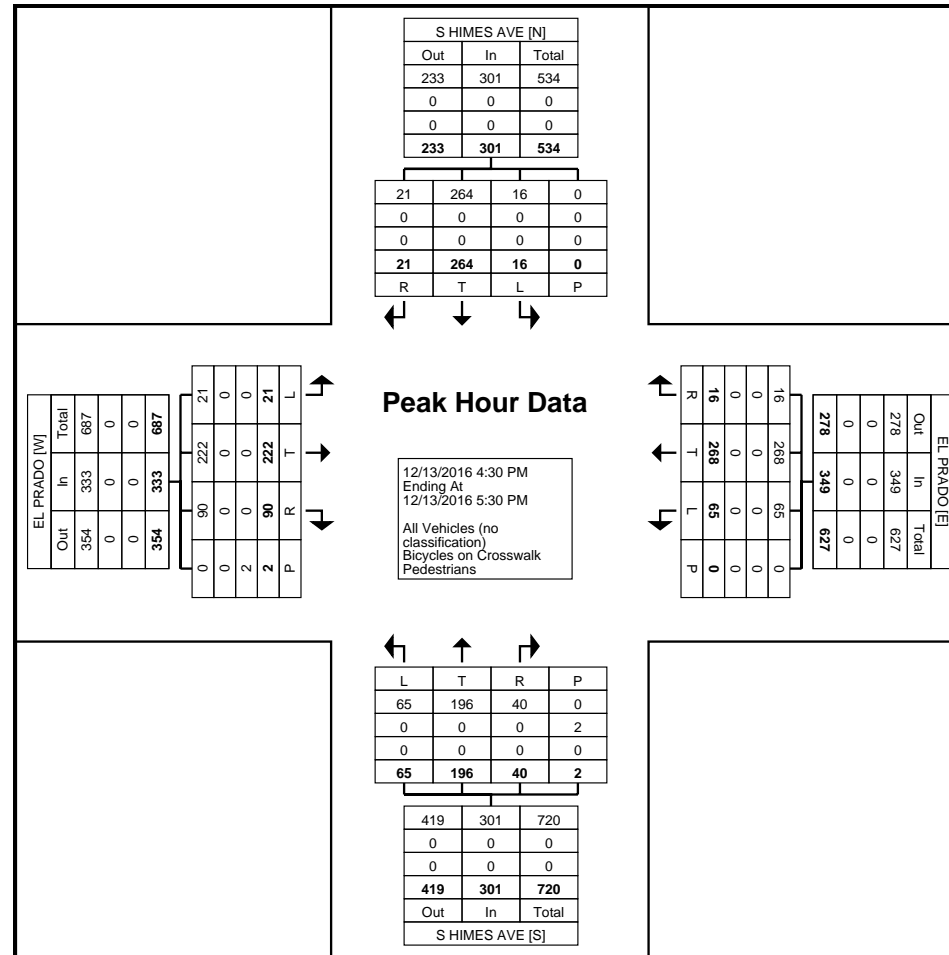 S HIMES AVE [N]
Out In Total
233 301 534
0 0 0
0 0 0
233 301 534
21 264 16 0
0 0 0 0
0 0 0 0
21 264 16 0
R T L P
EL PRADO [W]
Total 687 0 0 687
In 333 0 0 333
Out 354 0 0 354
21 0 0 21 L
222 0 0 222 T
90 0 0 90 R
0 0 2 2 P
Peak Hour Data
12/13/2016 4:30 PM
Ending At
12/13/2016 5:30 PM
All Vehicles (no
classification)
Bicycles on Crosswalk
Pedestrians
R 16 0 0 16
T 268 0 0 268
L 65 0 0 65
P 0 0 0 0
EL PRADO [E]
278 0 0 278 Out
349 0 0 349 In
627 0 0 627 Total
L T R P
65 196 40 0
0 0 0 2
0 0 0 0
65 196 40 2
419 301 720
0 0 0
0 0 0
419 301 720
Out In Total
S HIMES AVE [S]